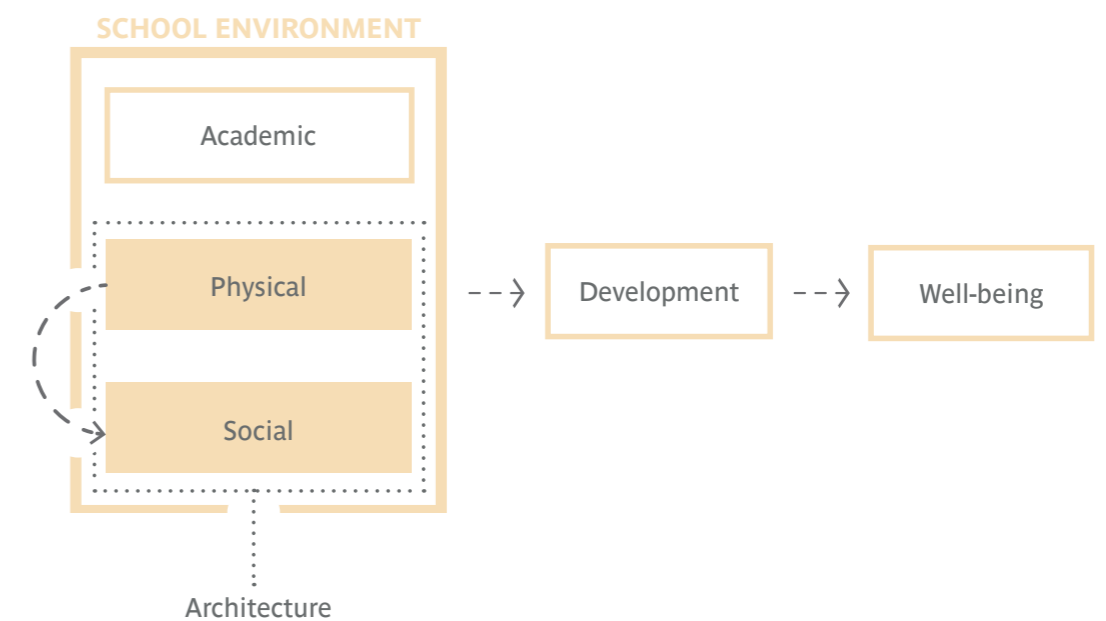 SCHOOL ENVIRONMENT
Academic
Physical
Development
Well-being
Social
Architecture